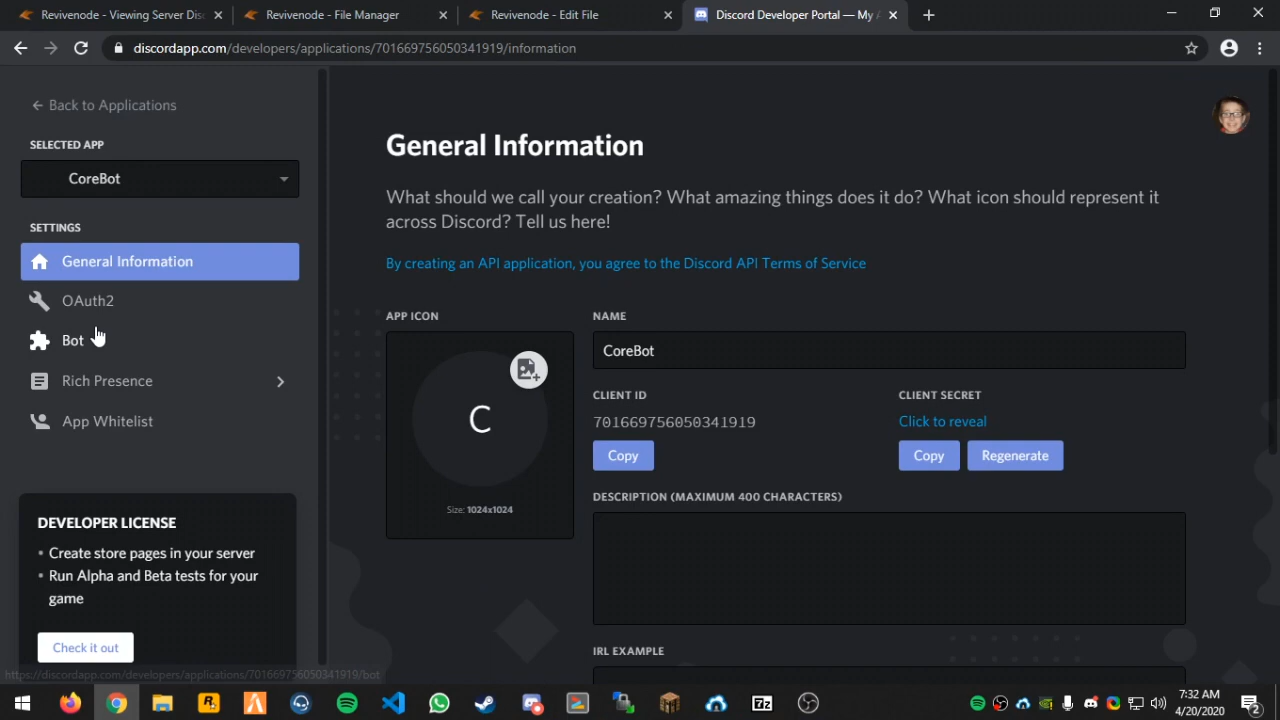 Revivenode - Viewing Server Disc
Revivenode - File Manager
Revivenode - Edit File
Discord Developer Portal — My A
discordapp.com/developers/applications/701669756050341919/information
Back to Applications
SELECTED APP
CoreBot
SETTINGS
General Information
OAuth2
Bot
Rich Presence
App Whitelist
DEVELOPER LICENSE
• Create store pages in your server
• Run Alpha and Beta tests for your
game
Check it out
https://discordapp.com/developers/applications/701669756050341919/bot
General Information
What should we call your creation? What amazing things does it do? What icon should represent it
across Discord? Tell us here!
By creating an API application, you agree to the Discord API Terms of Service
APP ICON
C
Size: 1024x1024
NAME
CoreBot
CLIENT ID
701669756050341919
Copy
CLIENT SECRET
Click to reveal
Copy Regenerate
DESCRIPTION (MAXIMUM 400 CHARACTERS)
IRL EXAMPLE
7:32 AM
4/20/2020
2